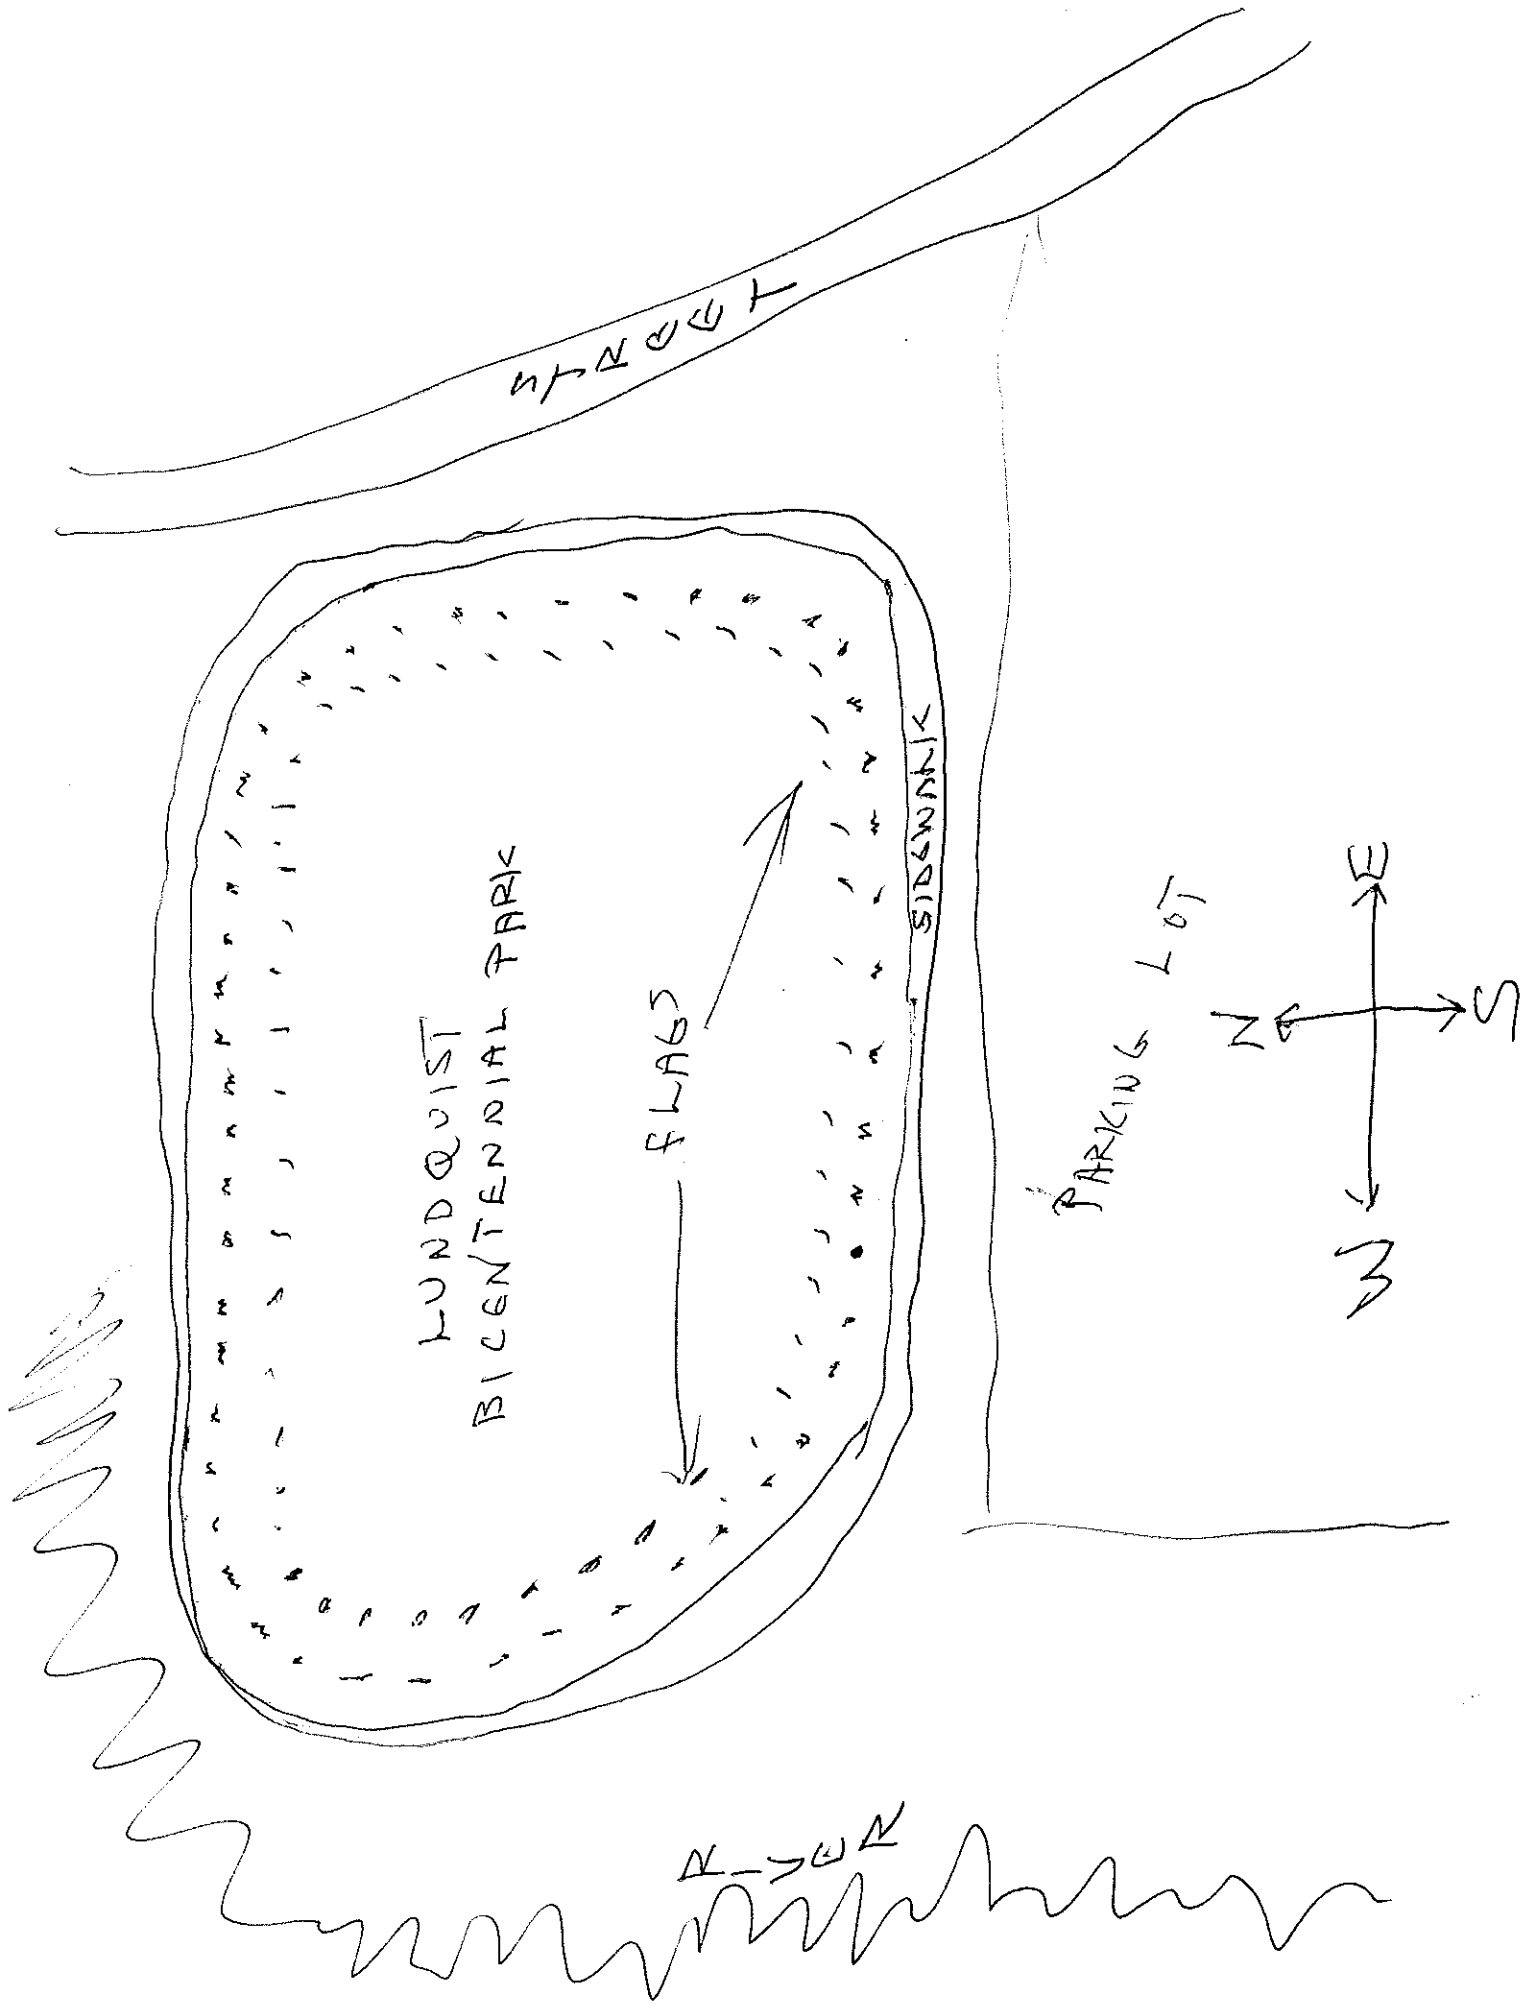 STREET
LUNDQUIST
BICENTENNIAL PARK
FLAGS
SIDEWALK
PARKING LOT
N
W
E
S
RIVER